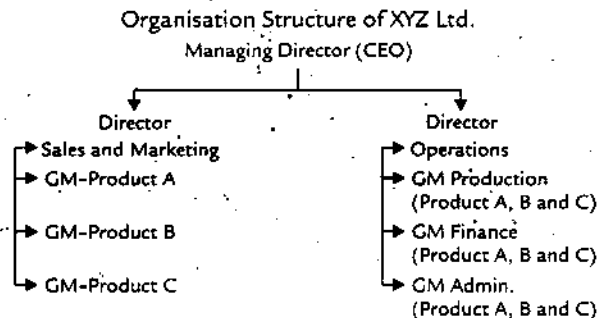 Organisation Structure of XYZ Ltd.
Managing Director (CEO)
Director
Sales and Marketing
GM-Product A
GM-Product B
GM-Product C
Director
Operations
GM Production
(Product A, B and C)
GM Finance
(Product A, B and C)
GM Admin.
(Product A, B and C)